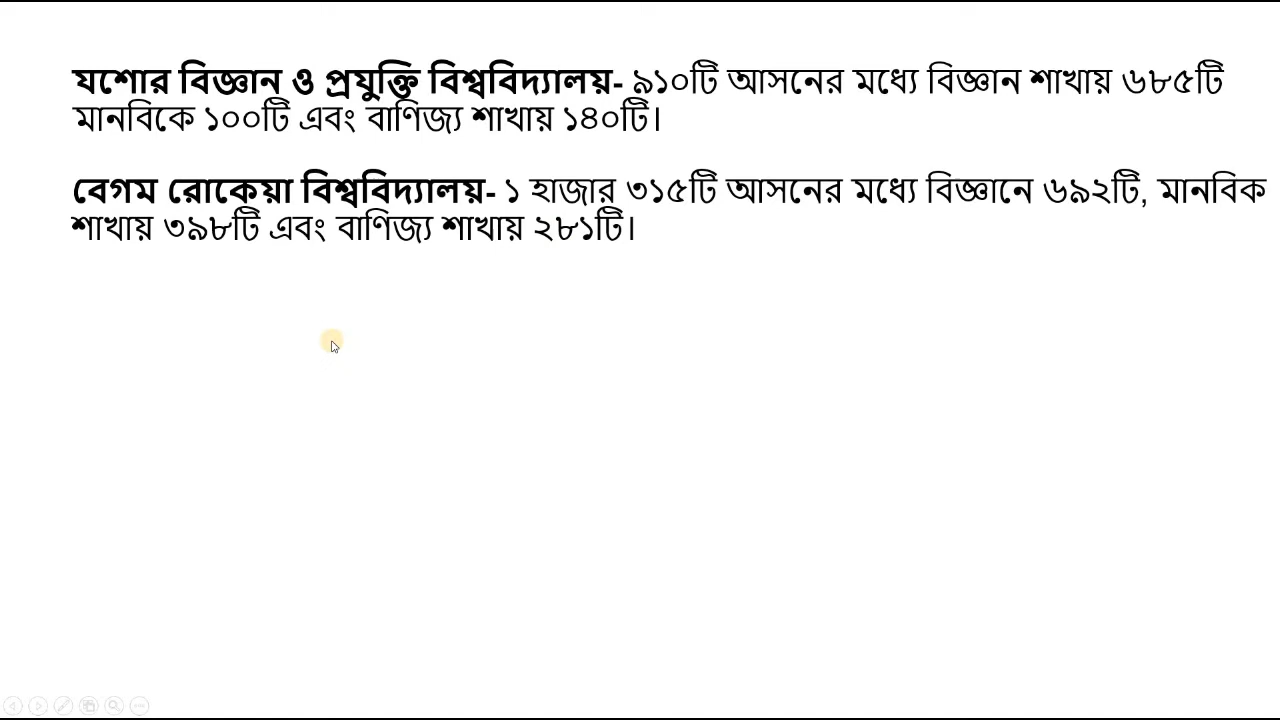 যশোর বিজ্ঞান ও প্রযুক্তি বিশ্ববিদ্যালয়- ৯১০টি আসনের মধ্যে বিজ্ঞান শাখায় ৬৮৫টি
মানবিকে ১০০টি এবং বাণিজ্য শাখায় ১৪০টি।
বেগম রোকেয়া বিশ্ববিদ্যালয়- ১ হাজার ৩১৫টি আসনের মধ্যে বিজ্ঞানে ৬৯২টি, মানবিক
শাখায় ৩৯৮টি এবং বাণিজ্য শাখায় ২৮১টি।